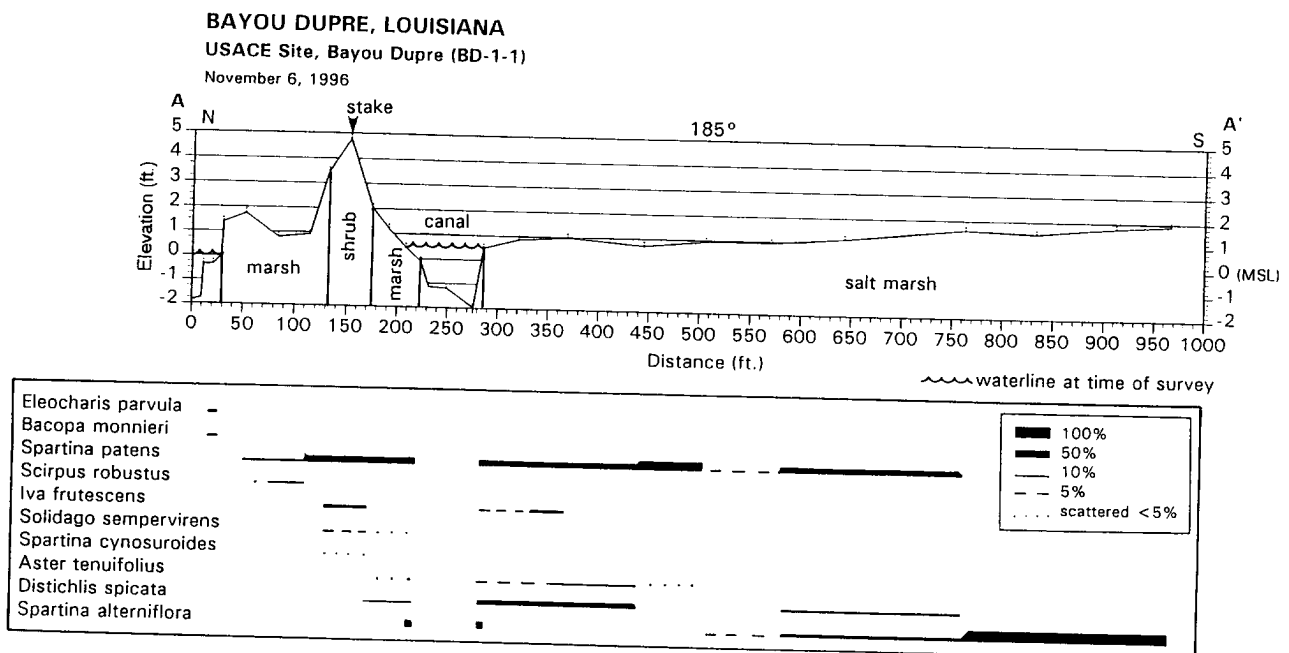 BAYOU DUPRE, LOUISIANA
USACE Site, Bayou Dupre (BD-1-1)
November 6, 1996
A
N
stake
185°
S
A'
Elevation (ft.)
5
4
3
2
1
0
-1
-2
marsh
shrub
marsh
canal
salt marsh
5
4
3
2
1
0 (MSL)
-1
-2
0 50 100 150 200 250 300 350 400 450 500 550 600 650 700 750 800 850 900 950 1000
Distance (ft.)
waterline at time of survey
Eleocharis parvula
Bacopa monnieri
Spartina patens
Scirpus robustus
Iva frutescens
Solidago sempervirens
Spartina cynosuroides
Aster tenuifolius
Distichlis spicata
Spartina alterniflora
100%
50%
10%
5%
scattered <5%